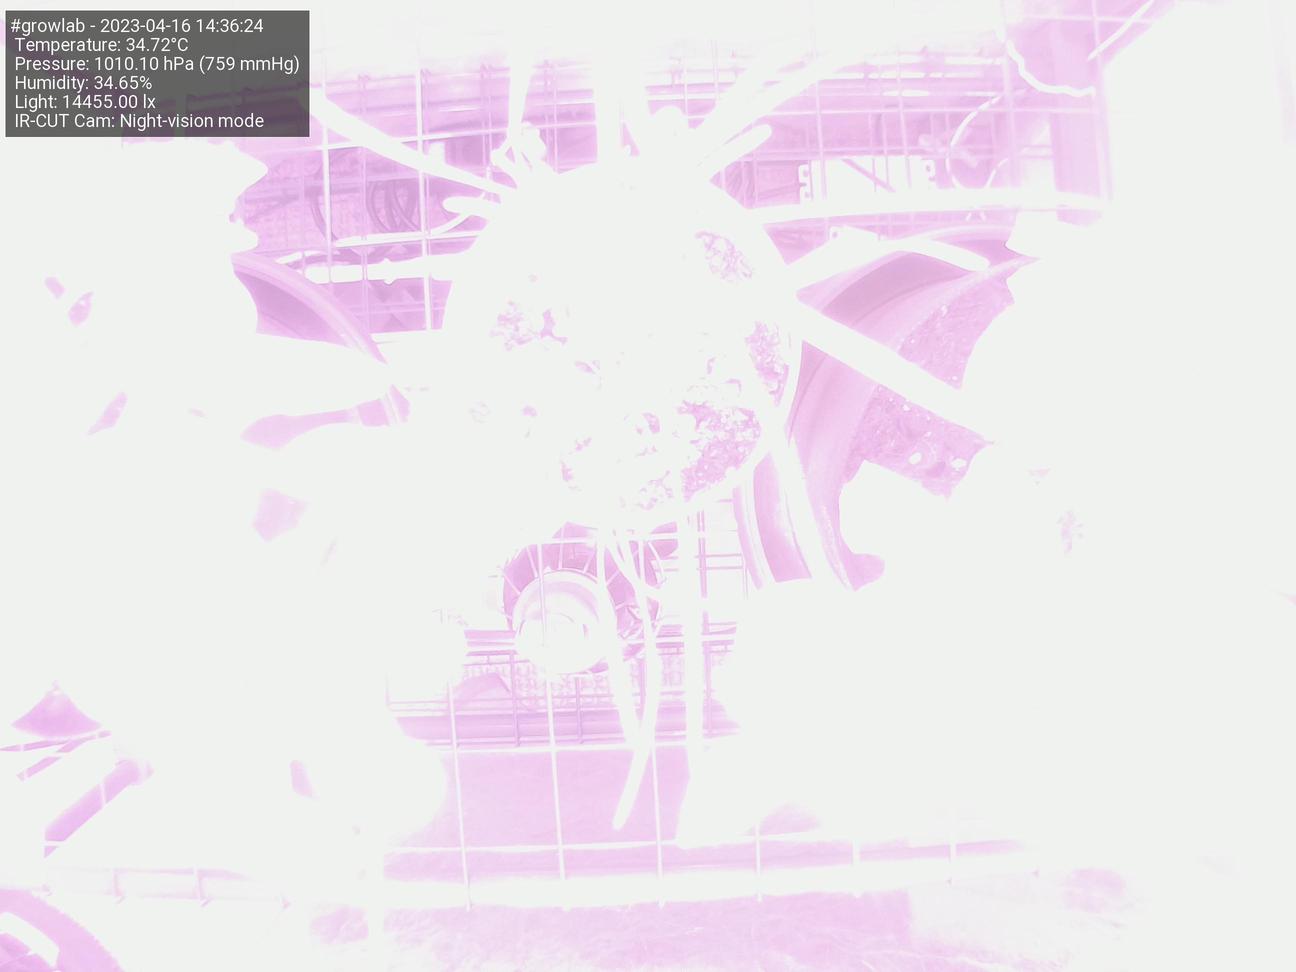 #growlab - 2023-04-16 14:36:24
Temperature: 34.72°C
Pressure: 1010.10 hPa (759 mmHg)
Humidity: 34.65%
Light: 14455.00 lx
IR-CUT Cam: Night-vision mode